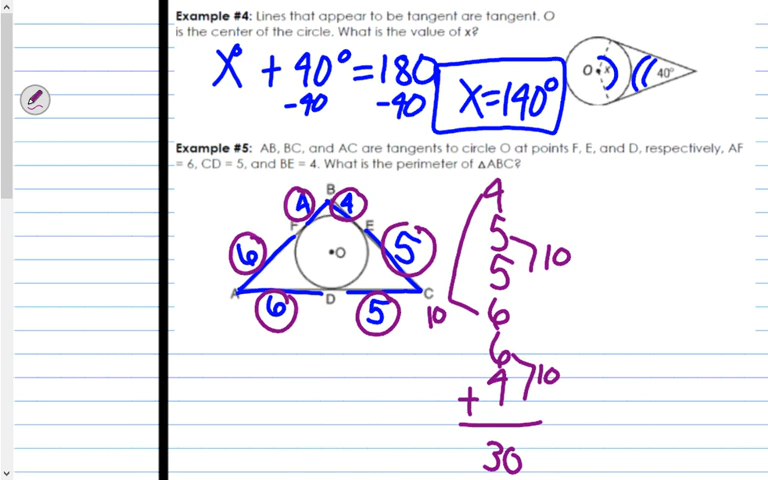 Example #4: Lines that appear to be tangent are tangent. O
is the center of the circle. What is the value of x?
x° + 40° = 180
-40 -40
x=140°
O x 40°
Example #5: AB, BC, and AC are tangents to circle O at points F, E, and D, respectively, AF
= 6, CD = 5, and BE = 4. What is the perimeter of △ABC?
B
4 4
F E
6 O 5
A D C
6 5
4
5
5 10
6 10
6
+ 4 10
30